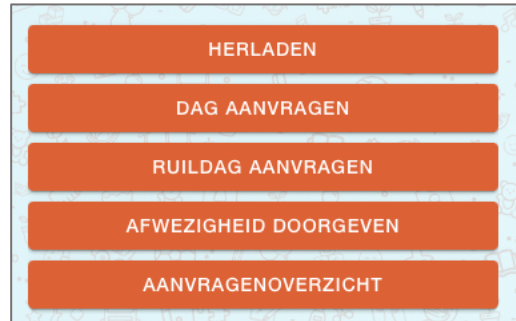 HERLADEN
DAG AANVRAGEN
RUILDAG AANVRAGEN
AFWEZIGHEID DOORGEVEN
AANVRAGENOVERZICHT